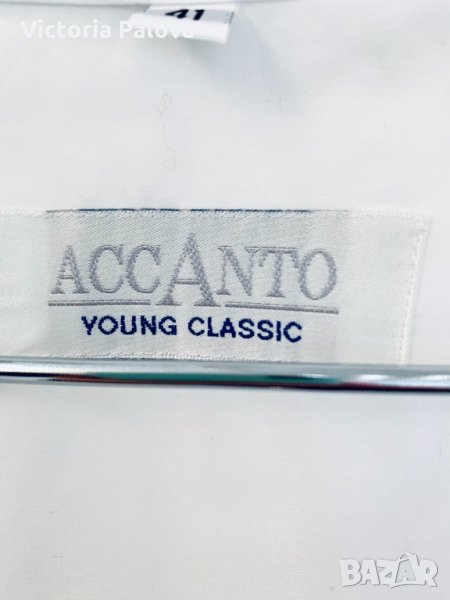 Victoria Palova
41
ACCANTO
YOUNG CLASSIC
BAZAR